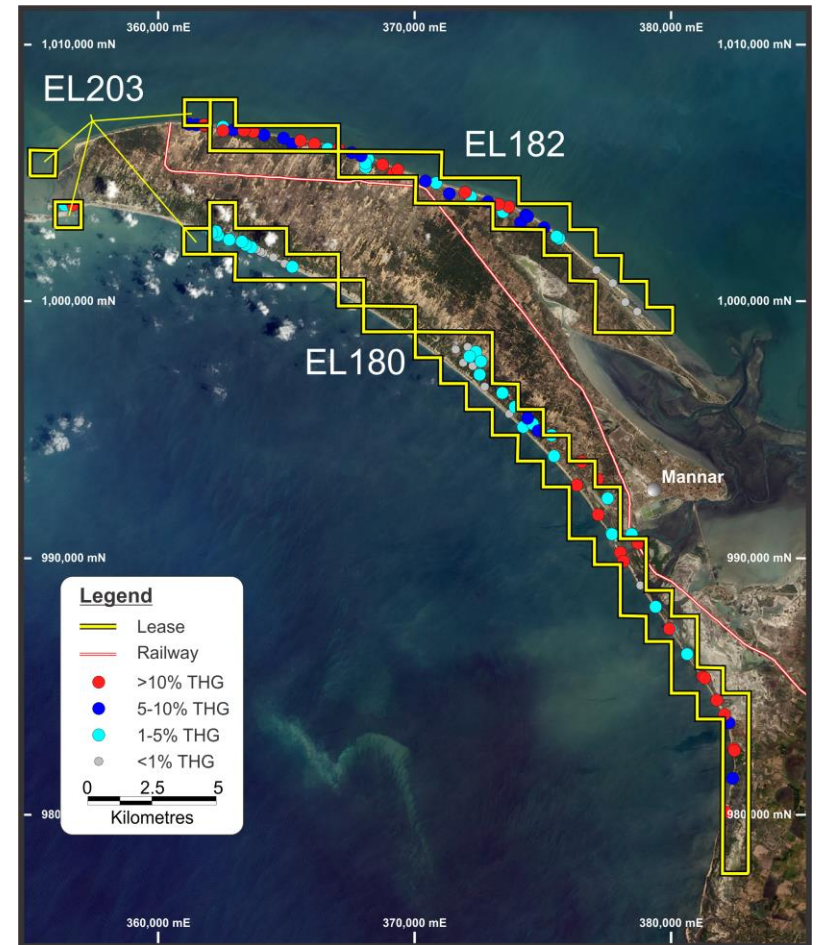 360,000 mE
370,000 mE
380,000 mE
1,010,000 mN
1,010,000 mN
EL203
EL182
1,000,000 mN
1,000,000 mN
EL180
Mannar
990,000 mN
990,000 mN
Legend
Lease
Railway
>10% THG
5-10% THG
1-5% THG
<1% THG
0 2.5 5
Kilometres
980,000 mN
360,000 mE
370,000 mE
380,000 mE